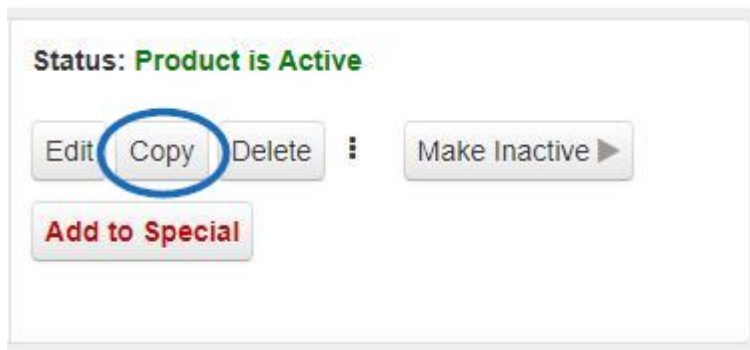 Status: Product is Active
Edit Copy Delete Make Inactive
Add to Special